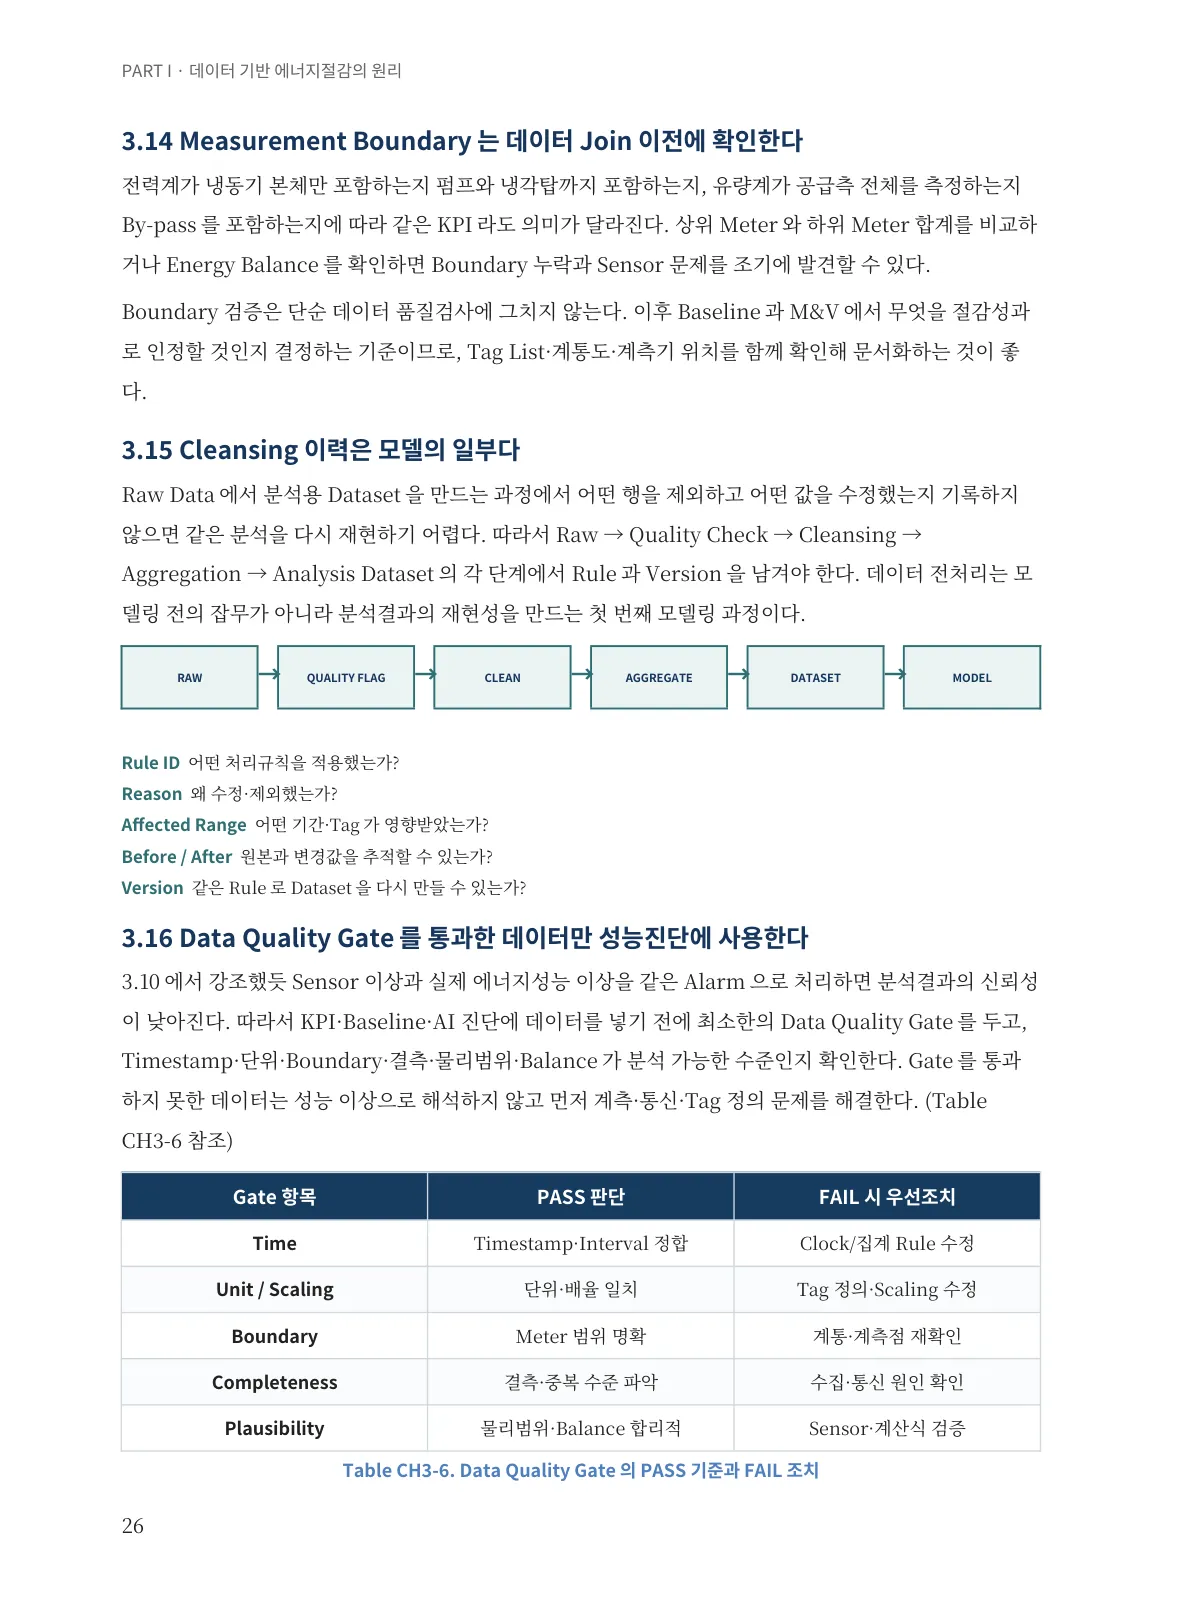 PART I · 데이터 기반 에너지절감의 원리
3.14 Measurement Boundary 는 데이터 Join 이전에 확인한다
전력계가 냉동기 본체만 포함하는지 펌프와 냉각탑까지 포함하는지, 유량계가 공급측 전체를 측정하는지
By-pass 를 포함하는지에 따라 같은 KPI 라도 의미가 달라진다. 상위 Meter 와 하위 Meter 합계를 비교하
거나 Energy Balance 를 확인하면 Boundary 누락과 Sensor 문제를 조기에 발견할 수 있다.
Boundary 검증은 단순 데이터 품질검사에 그치지 않는다. 이후 Baseline 과 M&V 에서 무엇을 절감성과
로 인정할 것인지 결정하는 기준이므로, Tag List·계통도·계측기 위치를 함께 확인해 문서화하는 것이 좋
다.
3.15 Cleansing 이력은 모델의 일부다
Raw Data 에서 분석용 Dataset 을 만드는 과정에서 어떤 행을 제외하고 어떤 값을 수정했는지 기록하지
않으면 같은 분석을 다시 재현하기 어렵다. 따라서 Raw → Quality Check → Cleansing →
Aggregation → Analysis Dataset 의 각 단계에서 Rule 과 Version 을 남겨야 한다. 데이터 전처리는 모
델링 전의 잡무가 아니라 분석결과의 재현성을 만드는 첫 번째 모델링 과정이다.
RAW → QUALITY FLAG → CLEAN → AGGREGATE → DATASET → MODEL
Rule ID 어떤 처리규칙을 적용했는가?
Reason 왜 수정·제외했는가?
Affected Range 어떤 기간·Tag 가 영향받았는가?
Before / After 원본과 변경값을 추적할 수 있는가?
Version 같은 Rule 로 Dataset 을 다시 만들 수 있는가?
3.16 Data Quality Gate 를 통과한 데이터만 성능진단에 사용한다
3.10 에서 강조했듯 Sensor 이상과 실제 에너지성능 이상을 같은 Alarm 으로 처리하면 분석결과의 신뢰성
이 낮아진다. 따라서 KPI·Baseline·AI 진단에 데이터를 넣기 전에 최소한의 Data Quality Gate 를 두고,
Timestamp·단위·Boundary·결측·물리범위·Balance 가 분석 가능한 수준인지 확인한다. Gate 를 통과
하지 못한 데이터는 성능 이상으로 해석하지 않고 먼저 계측·통신·Tag 정의 문제를 해결한다. (Table
CH3-6 참조)
Gate 항목 PASS 판단 FAIL 시 우선조치
Time Timestamp·Interval 정합 Clock/집계 Rule 수정
Unit / Scaling 단위·배율 일치 Tag 정의·Scaling 수정
Boundary Meter 범위 명확 계통·계측점 재확인
Completeness 결측·중복 수준 파악 수집·통신 원인 확인
Plausibility 물리범위·Balance 합리적 Sensor·계산식 검증
Table CH3-6. Data Quality Gate 의 PASS 기준과 FAIL 조치
26